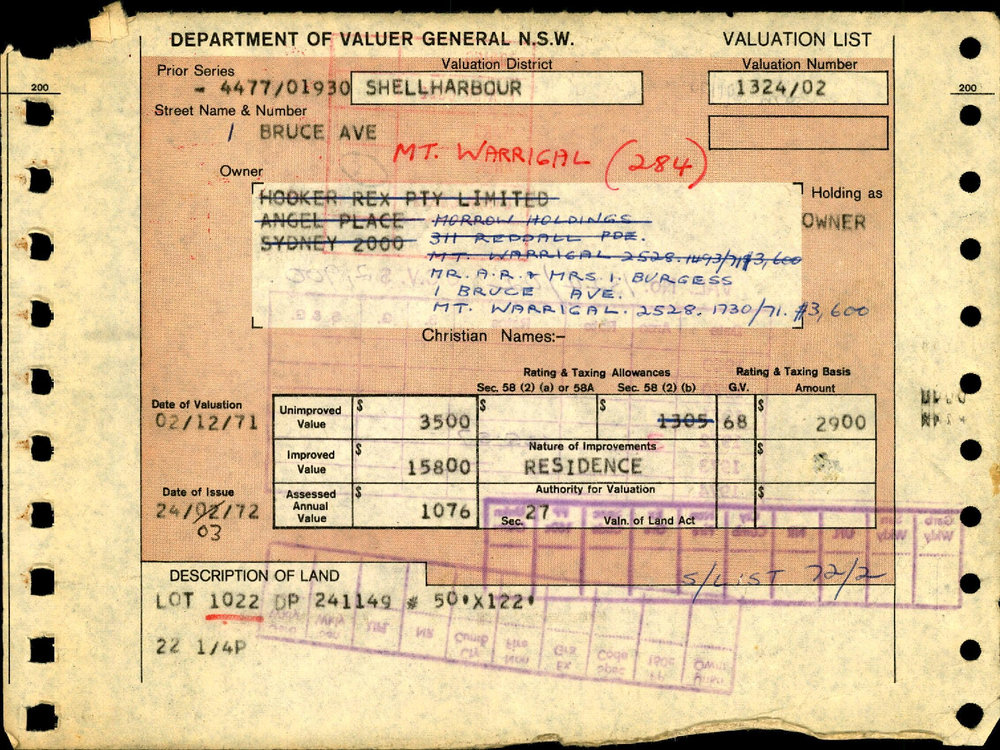 DEPARTMENT OF VALUER GENERAL N.S.W.
VALUATION LIST
Prior Series
Valuation District
Valuation Number
200
- 4477/01930
SHELLHARBOUR
1324/02
200
Street Name & Number
1 BRUCE AVE
MT. WARRIGAL (284)
Owner
HOOKER REX PTY LIMITED
Holding as
ANGEL PLACE MORROW HOLDINGS
OWNER
SYDNEY 2000 311 REDDALL PDE.
MT. WARRIGAL 2528. 1493/71 $3,600
MR. A.R. & MRS. I. BURGESS
1 BRUCE AVE.
MT. WARRIGAL. 2528. 1730/71. $3,600
Christian Names:–
Rating & Taxing Allowances
Rating & Taxing Basis
Sec. 58 (2) (a) or 58A
Sec. 58 (2) (b)
G.V.
Amount
Date of Valuation
02/12/71
Unimproved Value
$ 3500
$
$ 1305
68
$ 2900
Improved Value
$ 15800
Nature of Improvements
RESIDENCE
$
Date of Issue
24/02/72
03
Assessed Annual Value
$ 1076
Authority for Valuation
Sec. 27 Valn. of Land Act
$
S/LIST 72/2
DESCRIPTION OF LAND
LOT 1022 DP 241149 # 50'X122'
22 1/4P